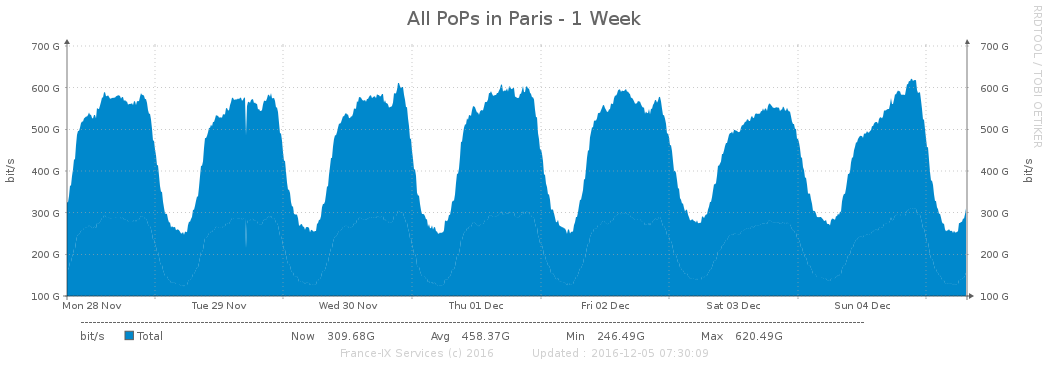 All PoPs in Paris - 1 Week
RRDTOOL / TOBI OETIKER
700 G 700 G
600 G 600 G
500 G 500 G
400 G 400 G
300 G 300 G
200 G 200 G
100 G 100 G
bit/s bit/s
Mon 28 Nov Tue 29 Nov Wed 30 Nov Thu 01 Dec Fri 02 Dec Sat 03 Dec Sun 04 Dec
bit/s Total Now 309.68G Avg 458.37G Min 246.49G Max 620.49G
France-IX Services (c) 2016 Updated : 2016-12-05 07:30:09